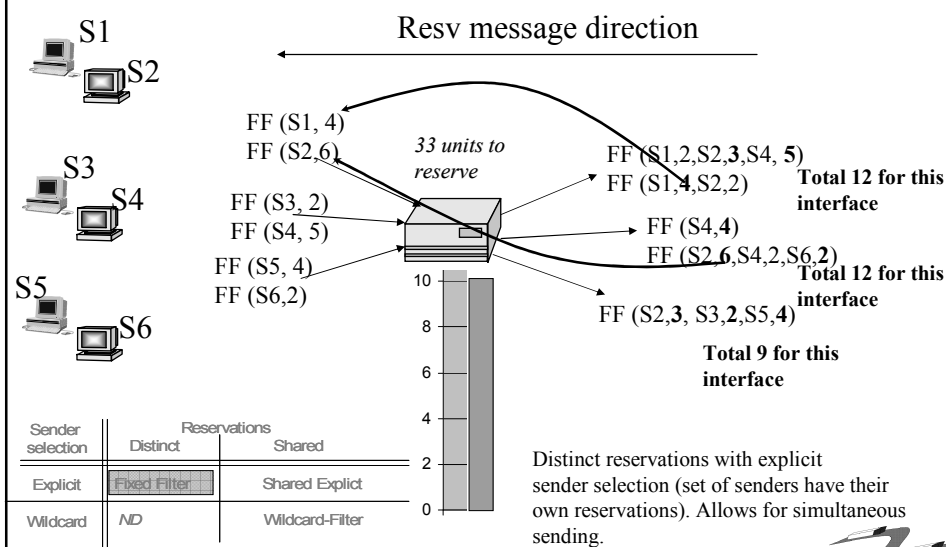 Resv message direction
S1
S2
S3
S4
S5
S6
FF (S1, 4)
FF (S2,6)
FF (S3, 2)
FF (S4, 5)
FF (S5, 4)
FF (S6,2)
33 units to
reserve
FF (S1,2,S2,3,S4, 5)
FF (S1,4,S2,2)
Total 12 for this
interface
FF (S4,4)
FF (S2,6,S4,2,S6,2)
Total 12 for this
interface
FF (S2,3, S3,2,S5,4)
Total 9 for this
interface
10
8
6
4
2
0
Sender
selection
Reservations
Distinct
Shared
Explicit
Fixed Filter
Shared Explict
Wildcard
ND
Wildcard-Filter
Distinct reservations with explicit
sender selection (set of senders have their
own reservations). Allows for simultaneous
sending.